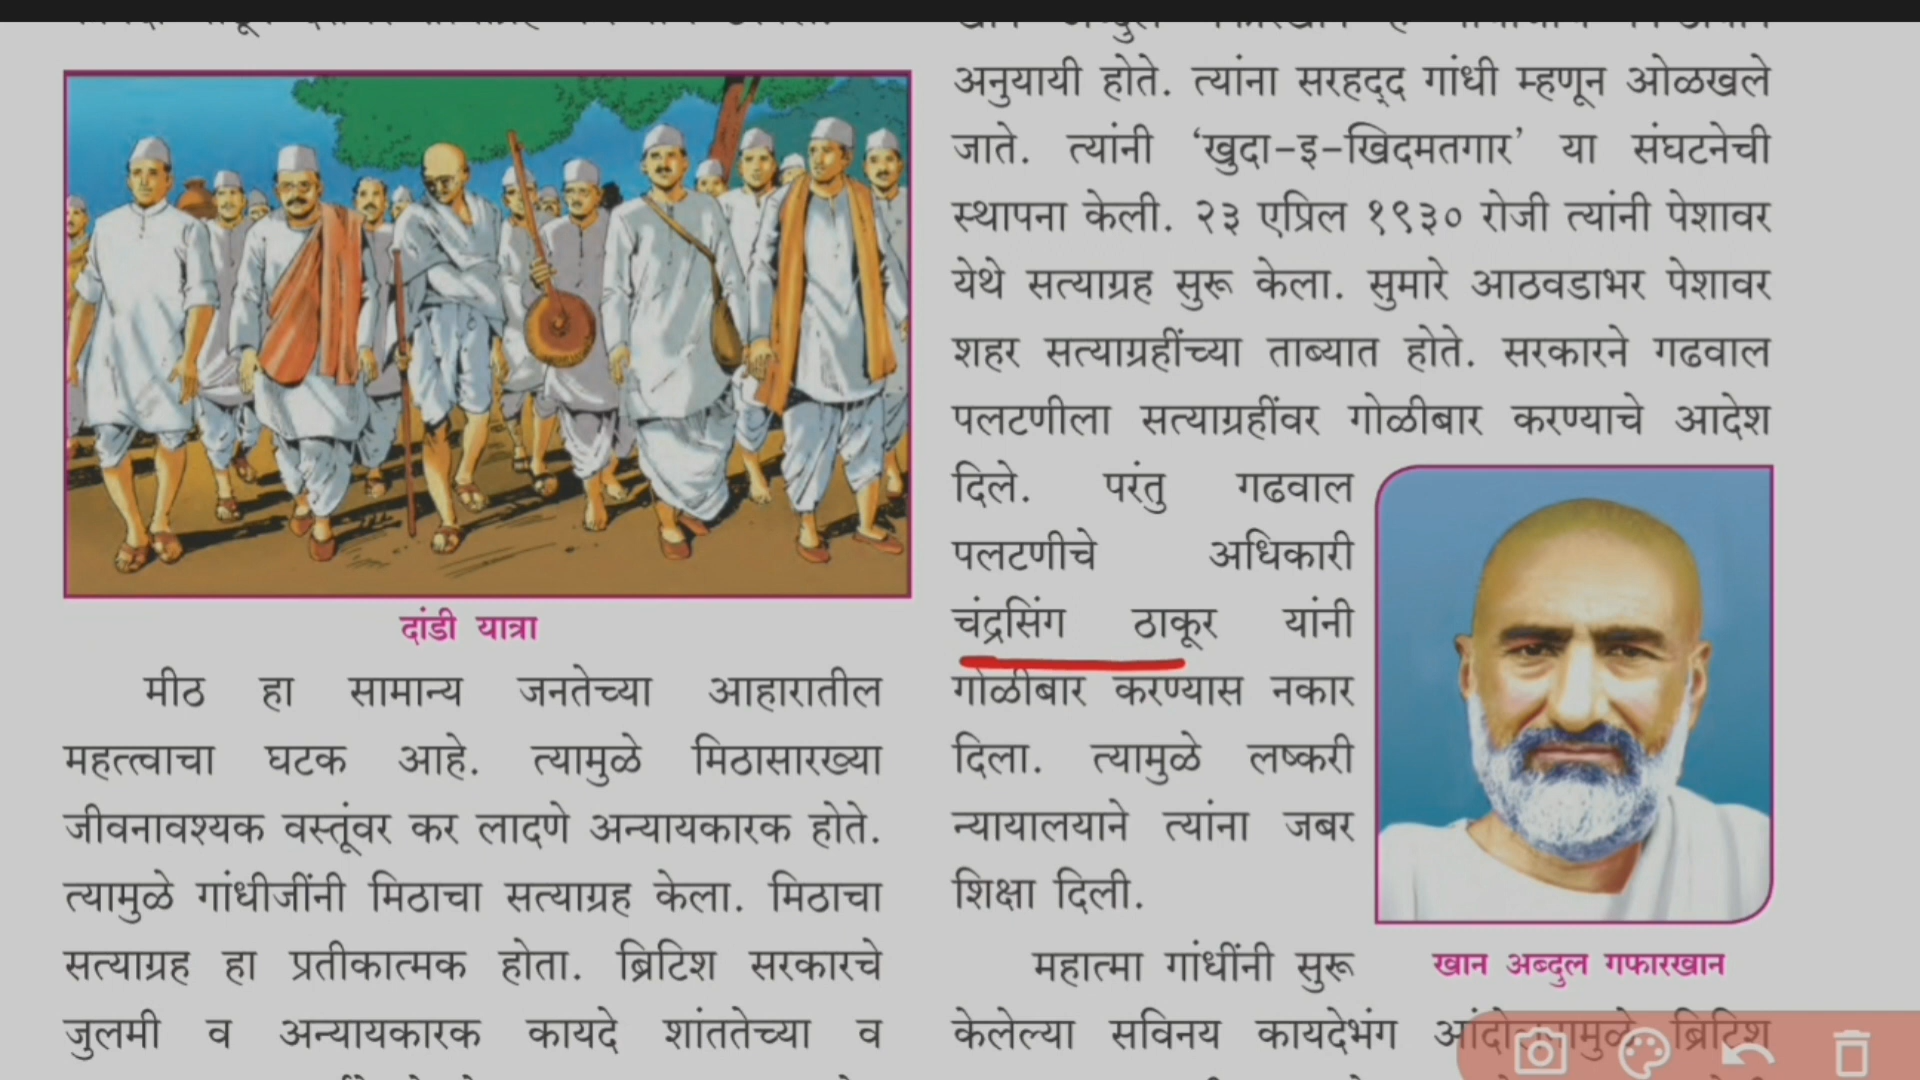 दांडी यात्रा
मीठ हा सामान्य जनतेच्या आहारातील
महत्त्वाचा घटक आहे. त्यामुळे मिठासारख्या
जीवनावश्यक वस्तूंवर कर लादणे अन्यायकारक होते.
त्यामुळे गांधीजींनी मिठाचा सत्याग्रह केला. मिठाचा
सत्याग्रह हा प्रतीकात्मक होता. ब्रिटिश सरकारचे
जुलमी व अन्यायकारक कायदे शांततेच्या व
अनुयायी होते. त्यांना सरहद्द गांधी म्हणून ओळखले
जाते. त्यांनी ‘खुदा-इ-खिदमतगार’ या संघटनेची
स्थापना केली. २३ एप्रिल १९३० रोजी त्यांनी पेशावर
येथे सत्याग्रह सुरू केला. सुमारे आठवडाभर पेशावर
शहर सत्याग्रहींच्या ताब्यात होते. सरकारने गढवाल
पलटणीला सत्याग्रहींवर गोळीबार करण्याचे आदेश
दिले. परंतु गढवाल
पलटणीचे अधिकारी
चंद्रसिंग ठाकूर यांनी
गोळीबार करण्यास नकार
दिला. त्यामुळे लष्करी
न्यायालयाने त्यांना जबर
शिक्षा दिली.
खान अब्दुल गफारखान
महात्मा गांधींनी सुरू
केलेल्या सविनय कायदेभंग आंदोलनामुळे ब्रिटिश